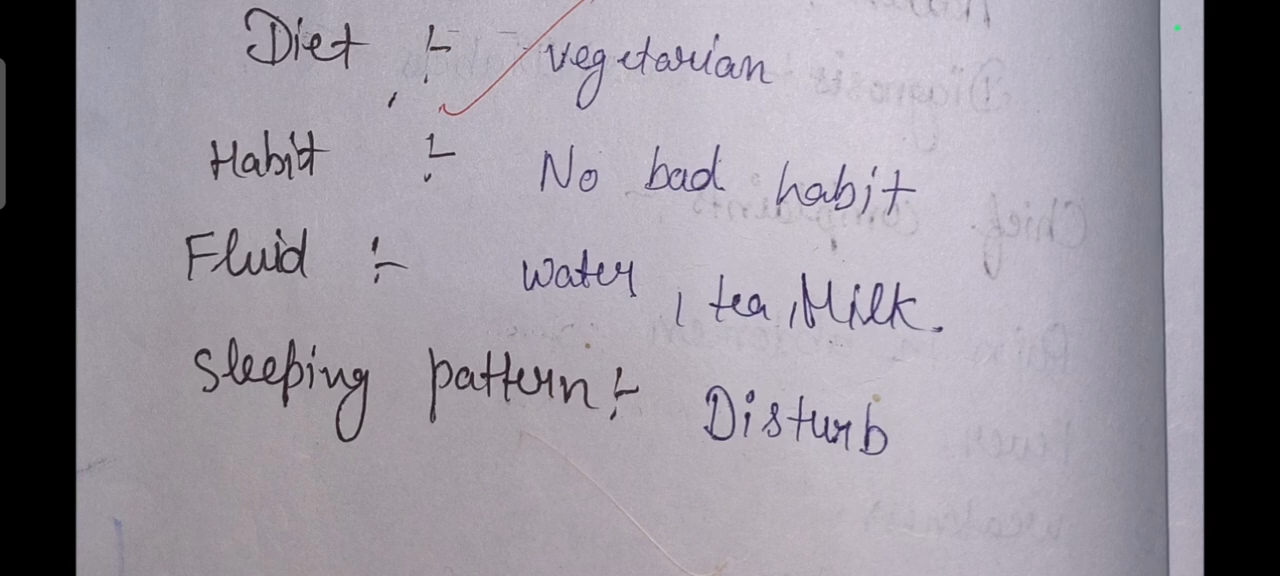 Diet :- vegetarian
Habit :- No bad habit
Fluid :- water, tea, Milk.
Sleeping pattern :- Disturb